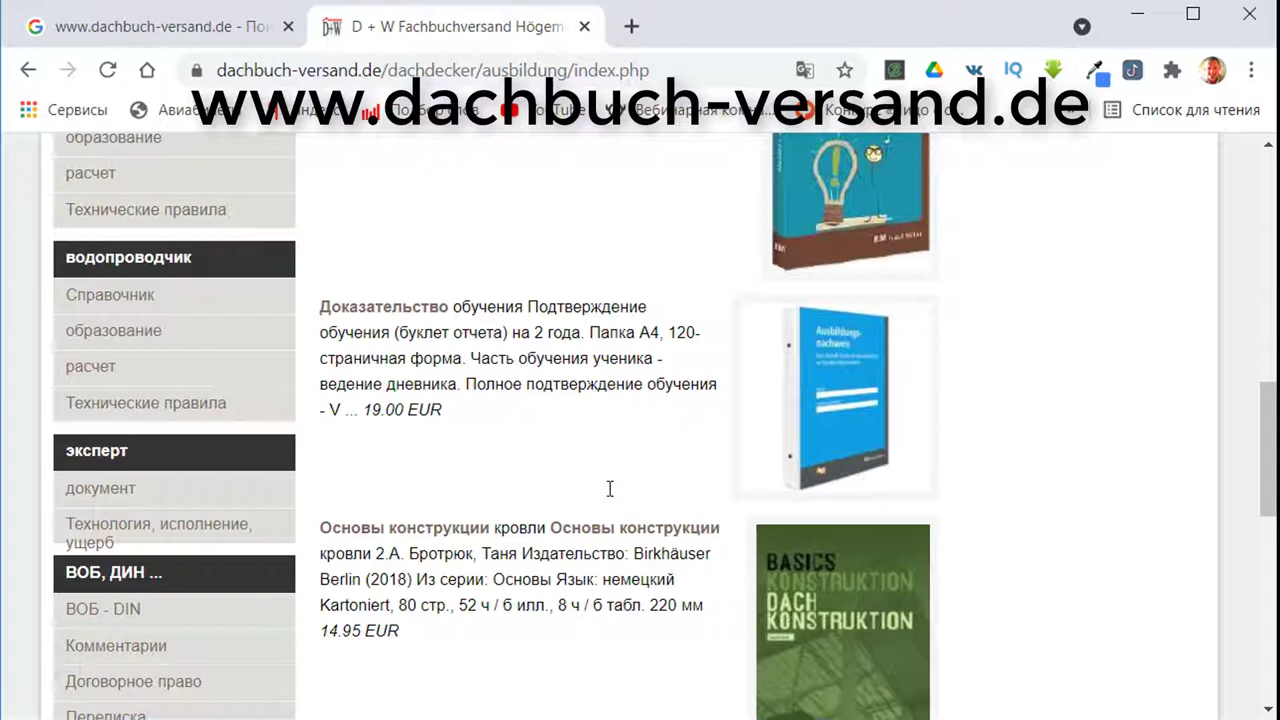 www.dachbuch-versand.de - Пои
D + W Fachbuchversand Högem
dachbuch-versand.de/dachdecker/ausbildung/index.php
www.dachbuch-versand.de
Сервисы
Список для чтения
образование
расчет
Технические правила
водопроводчик
Справочник
образование
расчет
Технические правила
эксперт
документ
Технология, исполнение,
ущерб
ВОБ, ДИН ...
ВОБ - DIN
Комментарии
Договорное право
Переписка
Доказательство обучения Подтверждение
обучения (буклет отчета) на 2 года. Папка A4, 120-
страничная форма. Часть обучения ученика -
ведение дневника. Полное подтверждение обучения
- V ... 19.00 EUR
Основы конструкции кровли Основы конструкции
кровли 2.A. Бротрюк, Таня Издательство: Birkhäuser
Berlin (2018) Из серии: Основы Язык: немецкий
Kartoniert, 80 стр., 52 ч / б илл., 8 ч / б табл. 220 мм
14.95 EUR
Ausbildungs-
nachweis
BASICS
KONSTRUKTION
DACH
KONSTRUKTION